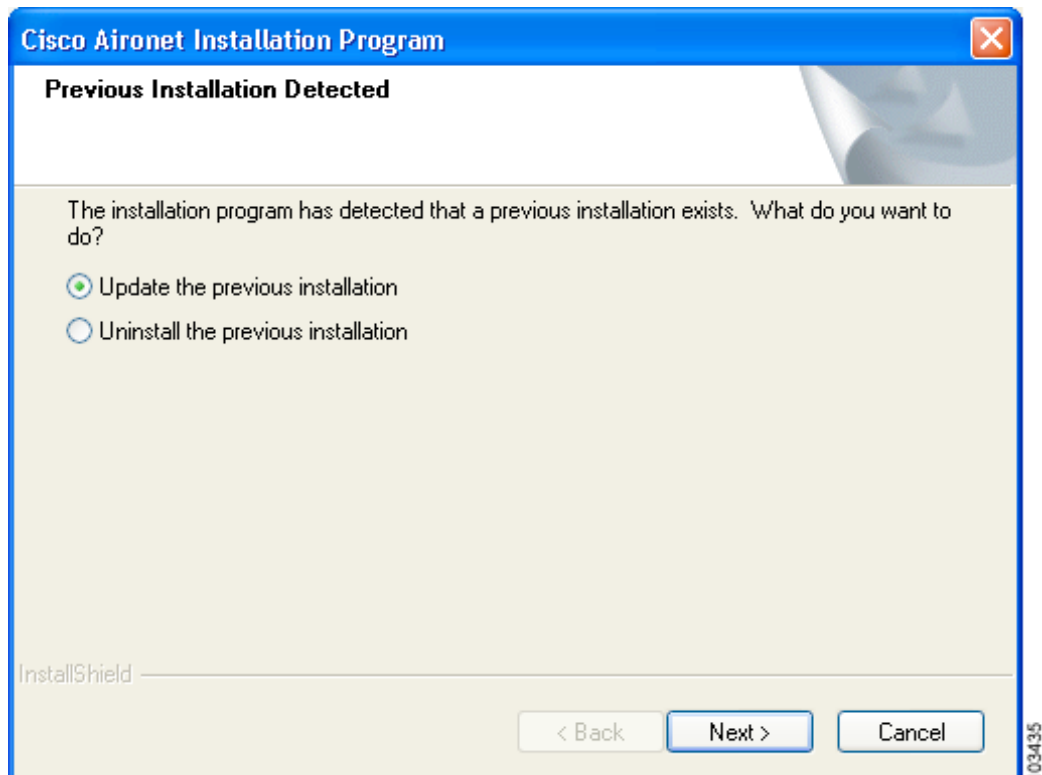 Cisco Aironet Installation Program
Previous Installation Detected
The installation program has detected that a previous installation exists.  What do you want to
do?
Update the previous installation
Uninstall the previous installation
InstallShield
< Back
Next >
Cancel
03435